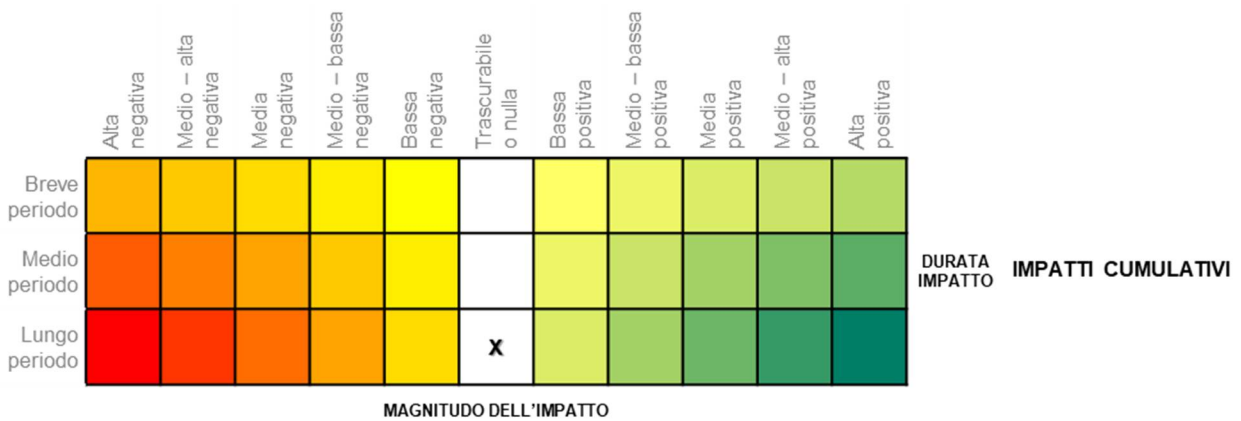 Alta
negativa
Medio – alta
negativa
Media
negativa
Medio – bassa
negativa
Bassa
negativa
Trascurabile
o nulla
Bassa
positiva
Medio – bassa
positiva
Media
positiva
Medio – alta
positiva
Alta
positiva
Breve
periodo
Medio
periodo
DURATA
IMPATTO
IMPATTI CUMULATIVI
Lungo
periodo
X
MAGNITUDO DELL'IMPATTO